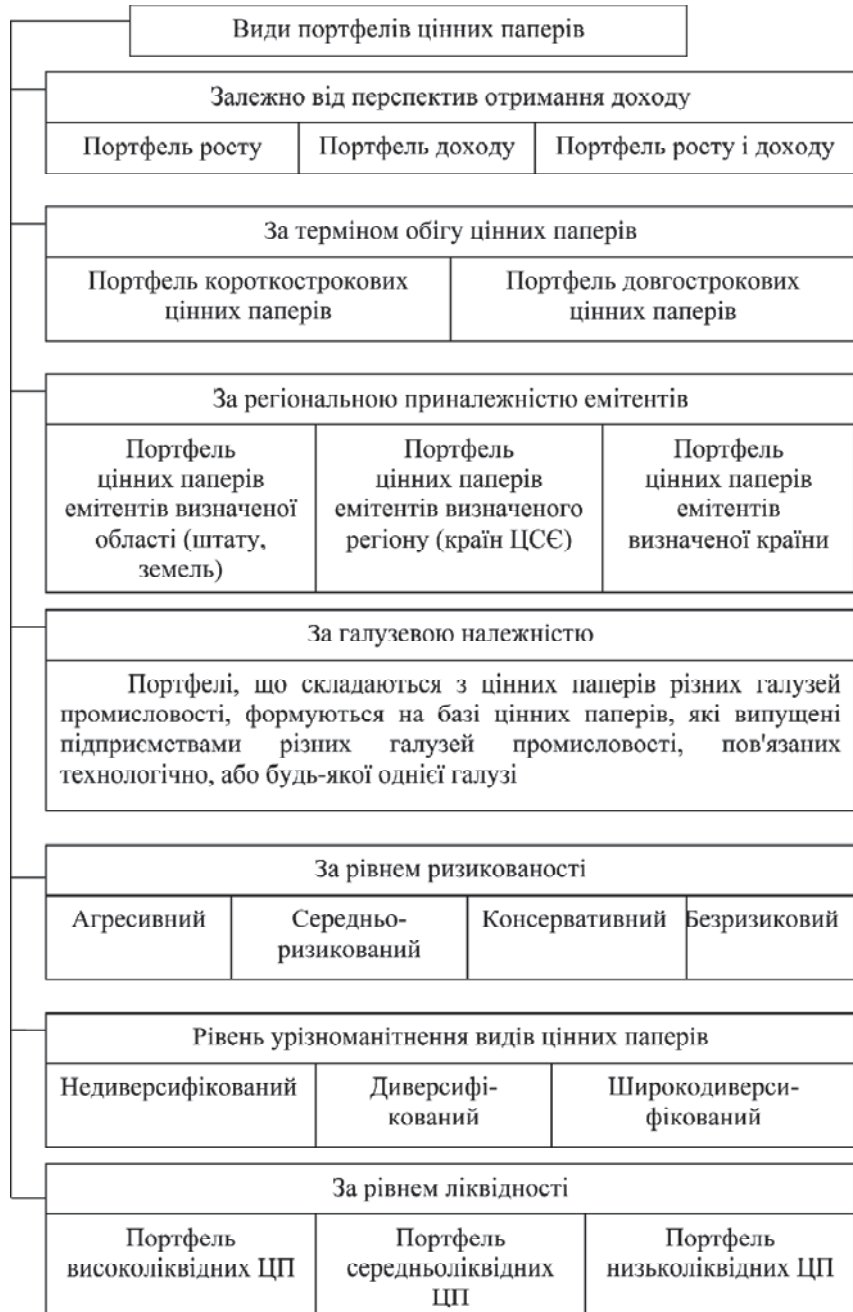 Види портфелів цінних паперів
Залежно від перспектив отримання доходу
Портфель росту
Портфель доходу
Портфель росту і доходу
За терміном обігу цінних паперів
Портфель короткострокових
цінних паперів
Портфель довгострокових
цінних паперів
За регіональною приналежністю емітентів
Портфель
цінних паперів
емітентів визначеної
області (штату,
земель)
Портфель
цінних паперів
емітентів визначеного
регіону (країн ЦСЄ)
Портфель
цінних паперів
емітентів
визначеної країни
За галузевою належністю
Портфелі, що складаються з цінних паперів різних галузей
промисловості, формуються на базі цінних паперів, які випущені
підприємствами різних галузей промисловості, пов'язаних
технологічно, або будь-якої однієї галузі
За рівнем ризикованості
Агресивний
Середньо-
ризикований
Консервативний
Безризиковий
Рівень урізноманітнення видів цінних паперів
Недиверсифікований
Диверсифі-
кований
Широкодиверси-
фікований
За рівнем ліквідності
Портфель
високоліквідних ЦП
Портфель
середньоліквідних
ЦП
Портфель
низьколіквідних ЦП